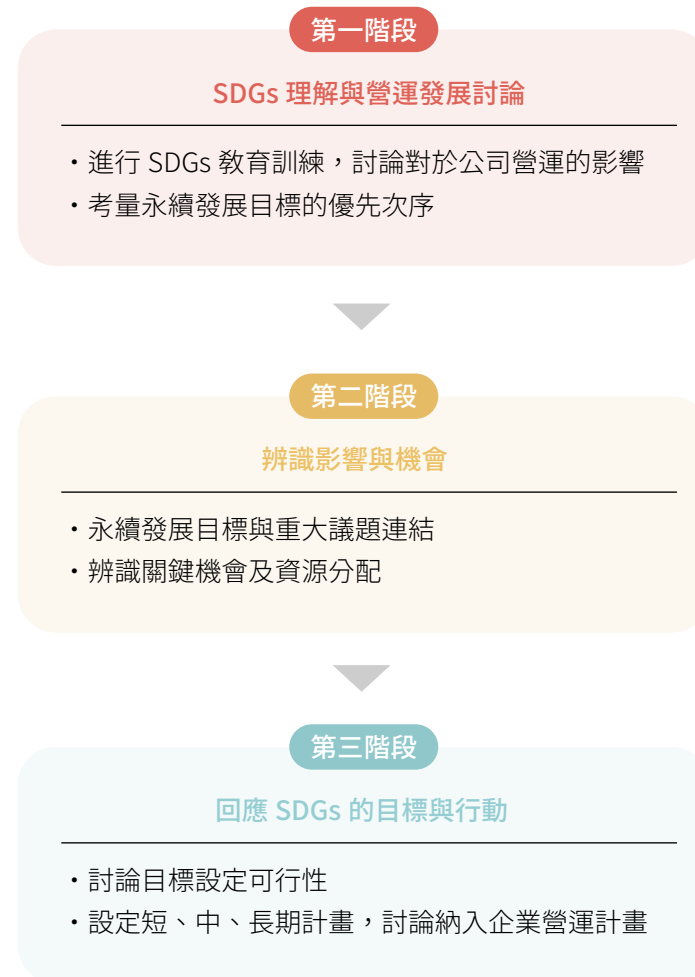 第一階段
SDGs 理解與營運發展討論
・進行 SDGs 教育訓練，討論對於公司營運的影響
・考量永續發展目標的優先次序
第二階段
辨識影響與機會
・永續發展目標與重大議題連結
・辨識關鍵機會及資源分配
第三階段
回應 SDGs 的目標與行動
・討論目標設定可行性
・設定短、中、長期計畫，討論納入企業營運計畫